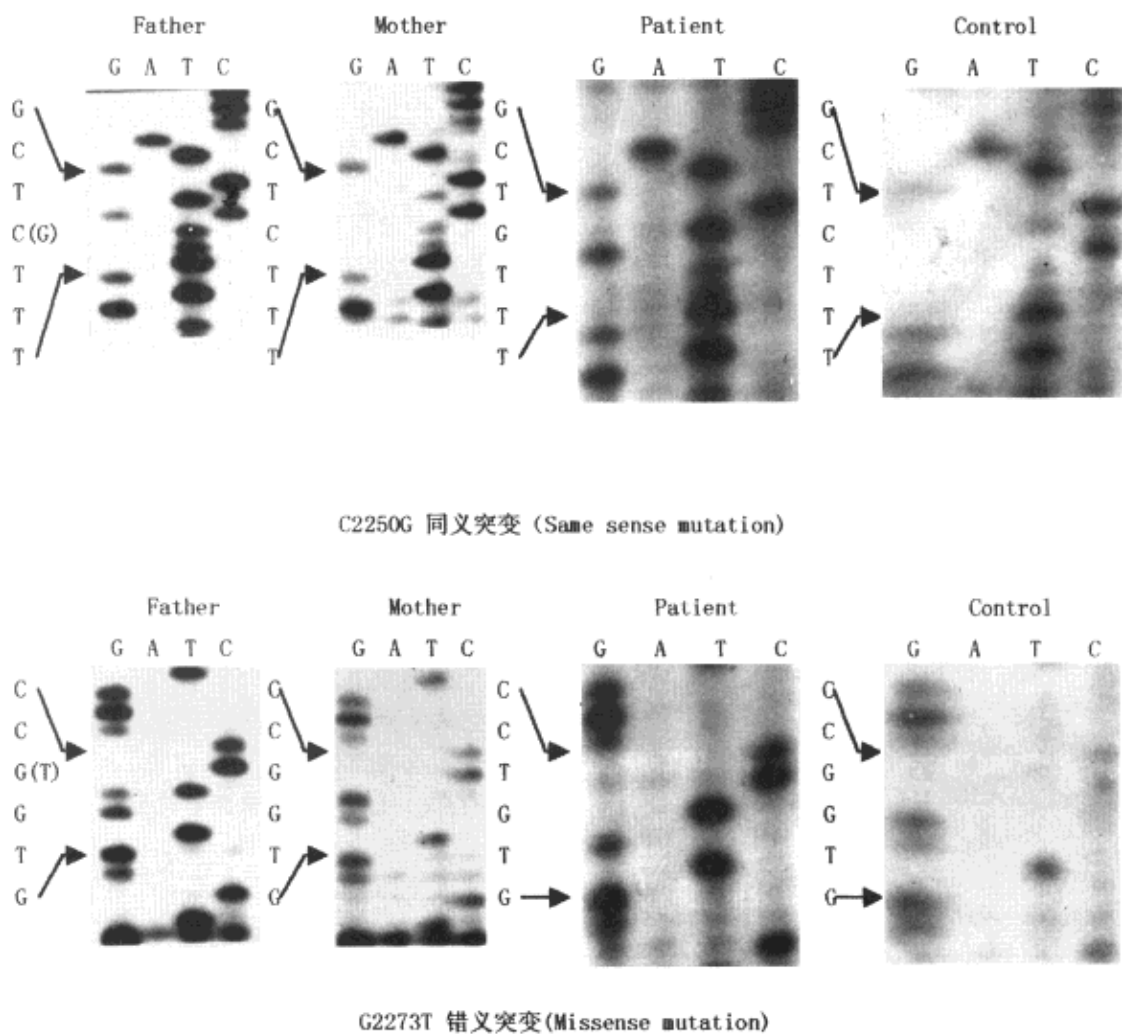 Father Mother Patient Control
G A T C G A T C G A T C G A T C
G G G G
C C C C
T T T T
C(G) C G C
T T T T
T T T T
T T T T
C2250G 同义突变 (Same sense mutation)
Father Mother Patient Control
G A T C G A T C G A T C G A T C
C C C C
C C C C
G(T) G T G
G G G G
T T T T
G G G G
G2273T 错义突变(Missense mutation)